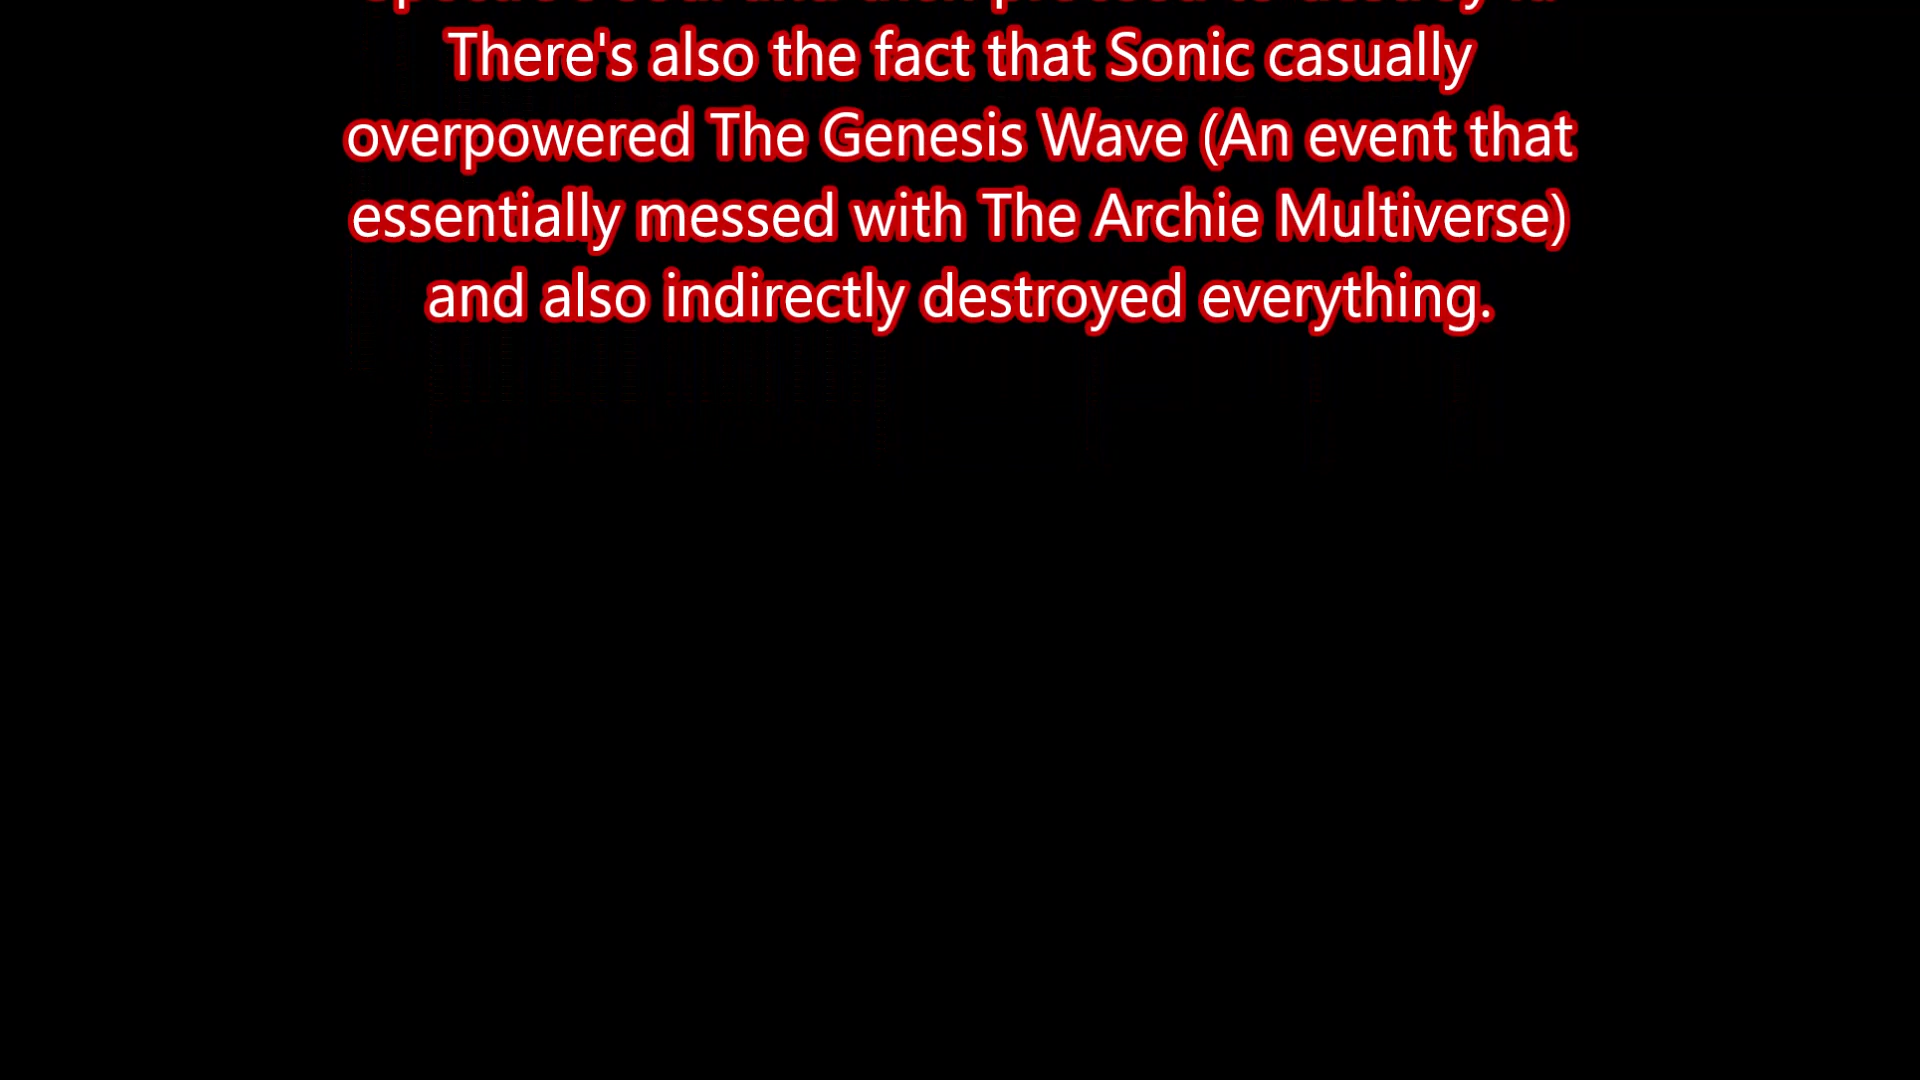 There's also the fact that Sonic casually
overpowered The Genesis Wave (An event that
essentially messed with The Archie Multiverse)
and also indirectly destroyed everything.